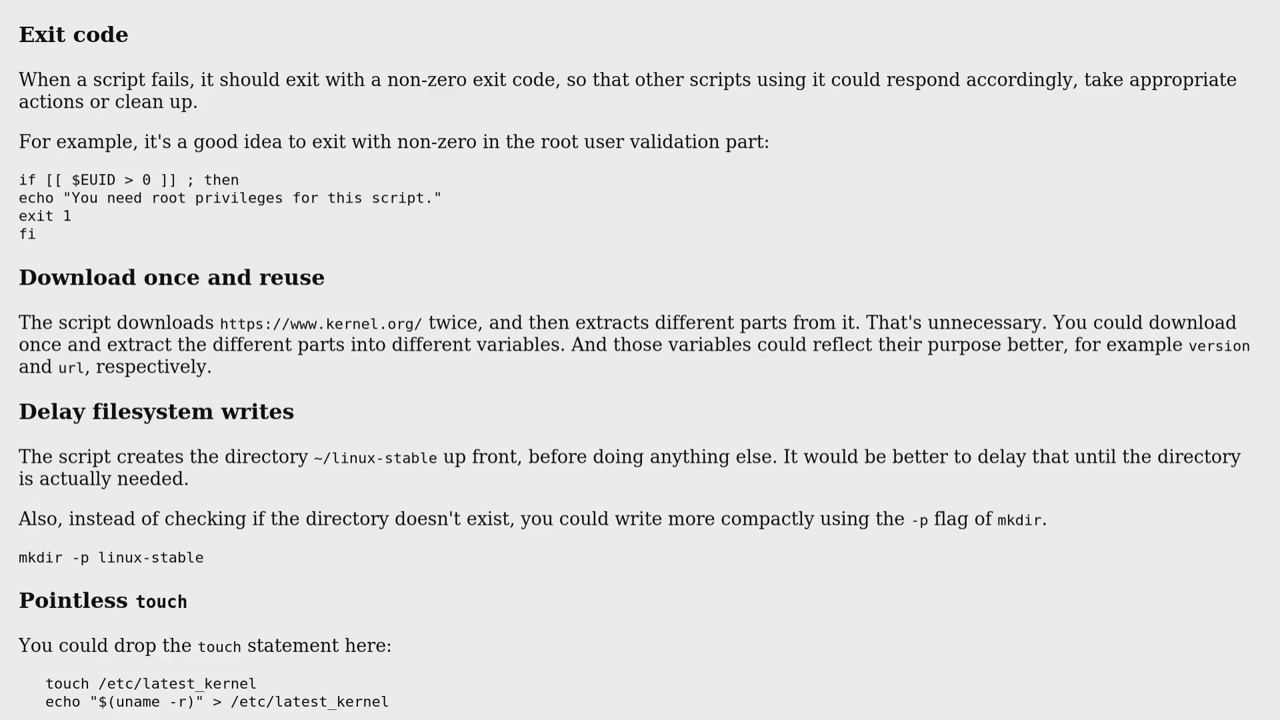 Exit code
When a script fails, it should exit with a non-zero exit code, so that other scripts using it could respond accordingly, take appropriate
actions or clean up.
For example, it's a good idea to exit with non-zero in the root user validation part:
if [[ $EUID > 0 ]] ; then
echo "You need root privileges for this script."
exit 1
fi
Download once and reuse
The script downloads https://www.kernel.org/ twice, and then extracts different parts from it. That's unnecessary. You could download
once and extract the different parts into different variables. And those variables could reflect their purpose better, for example version
and url, respectively.
Delay filesystem writes
The script creates the directory ~/linux-stable up front, before doing anything else. It would be better to delay that until the directory
is actually needed.
Also, instead of checking if the directory doesn't exist, you could write more compactly using the -p flag of mkdir.
mkdir -p linux-stable
Pointless touch
You could drop the touch statement here:
touch /etc/latest_kernel
echo "$(uname -r)" > /etc/latest_kernel